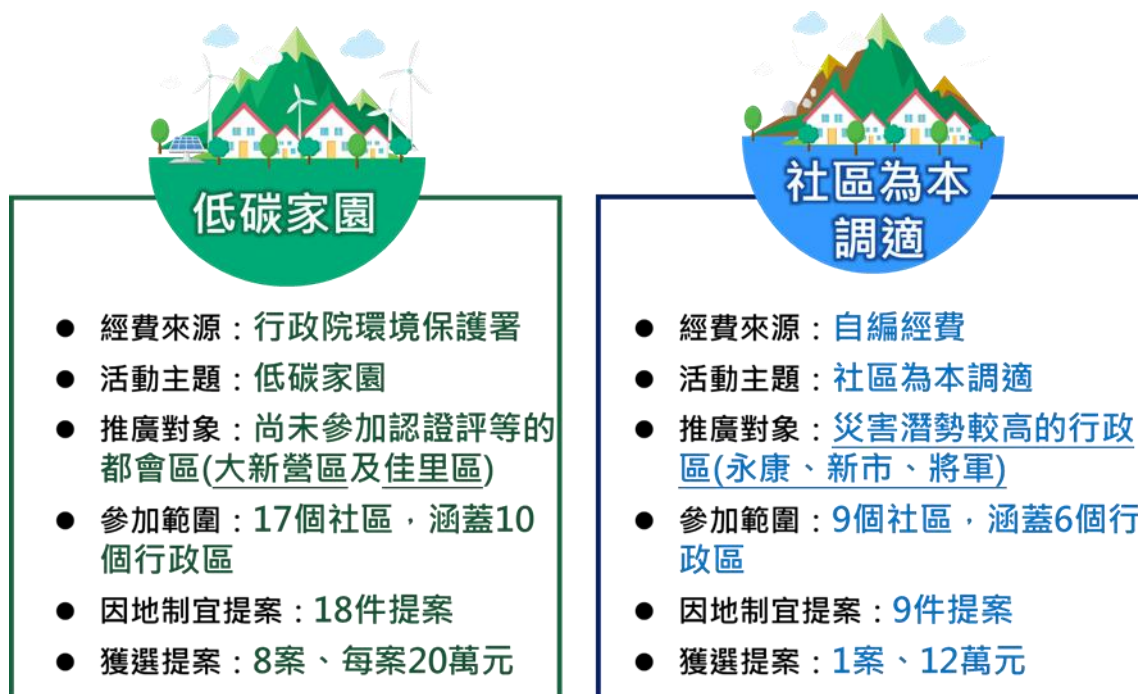 低碳家園
● 經費來源：行政院環境保護署
● 活動主題：低碳家園
● 推廣對象：尚未參加認證評等的
都會區(大新營區及佳里區)
● 參加範圍：17個社區，涵蓋10
個行政區
● 因地制宜提案：18件提案
● 獲選提案：8案、每案20萬元
社區為本
調適
● 經費來源：自編經費
● 活動主題：社區為本調適
● 推廣對象：災害潛勢較高的行政
區(永康、新市、將軍)
● 參加範圍：9個社區，涵蓋6個行
政區
● 因地制宜提案：9件提案
● 獲選提案：1案、12萬元